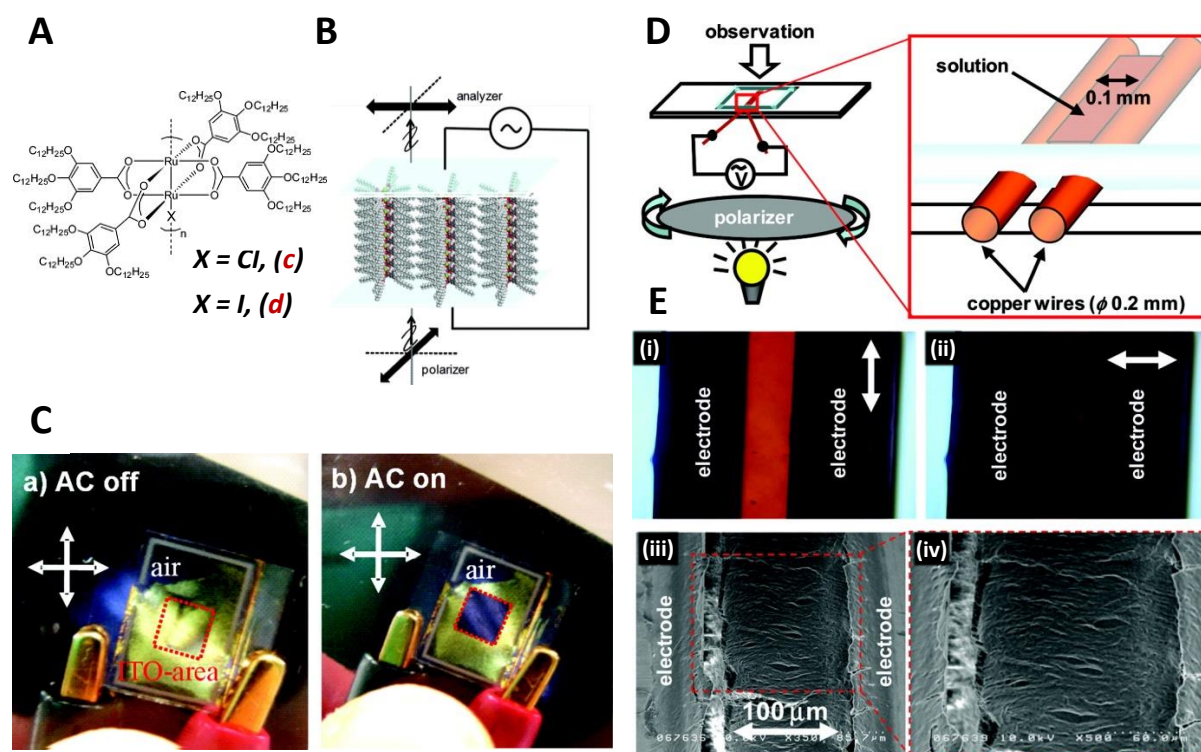 A
C₁₂H₂₅O
OC₁₂H₂₅
OC₁₂H₂₅
C₁₂H₂₅O
C₁₂H₂₅O
C₁₂H₂₅O
O
O
O
O
O
O
O
O
Ru
Ru
X
n
OC₁₂H₂₅
OC₁₂H₂₅
OC₁₂H₂₅
C₁₂H₂₅O
C₁₂H₂₅O
OC₁₂H₂₅
X = Cl, (c)
X = I, (d)
B
analyzer
polarizer
C
a) AC off
air
ITO-area
b) AC on
air
D
observation
V
polarizer
solution
0.1 mm
copper wires (ϕ 0.2 mm)
E
(i)
electrode
electrode
(ii)
electrode
electrode
(iii)
electrode
electrode
100 μm
(iv)